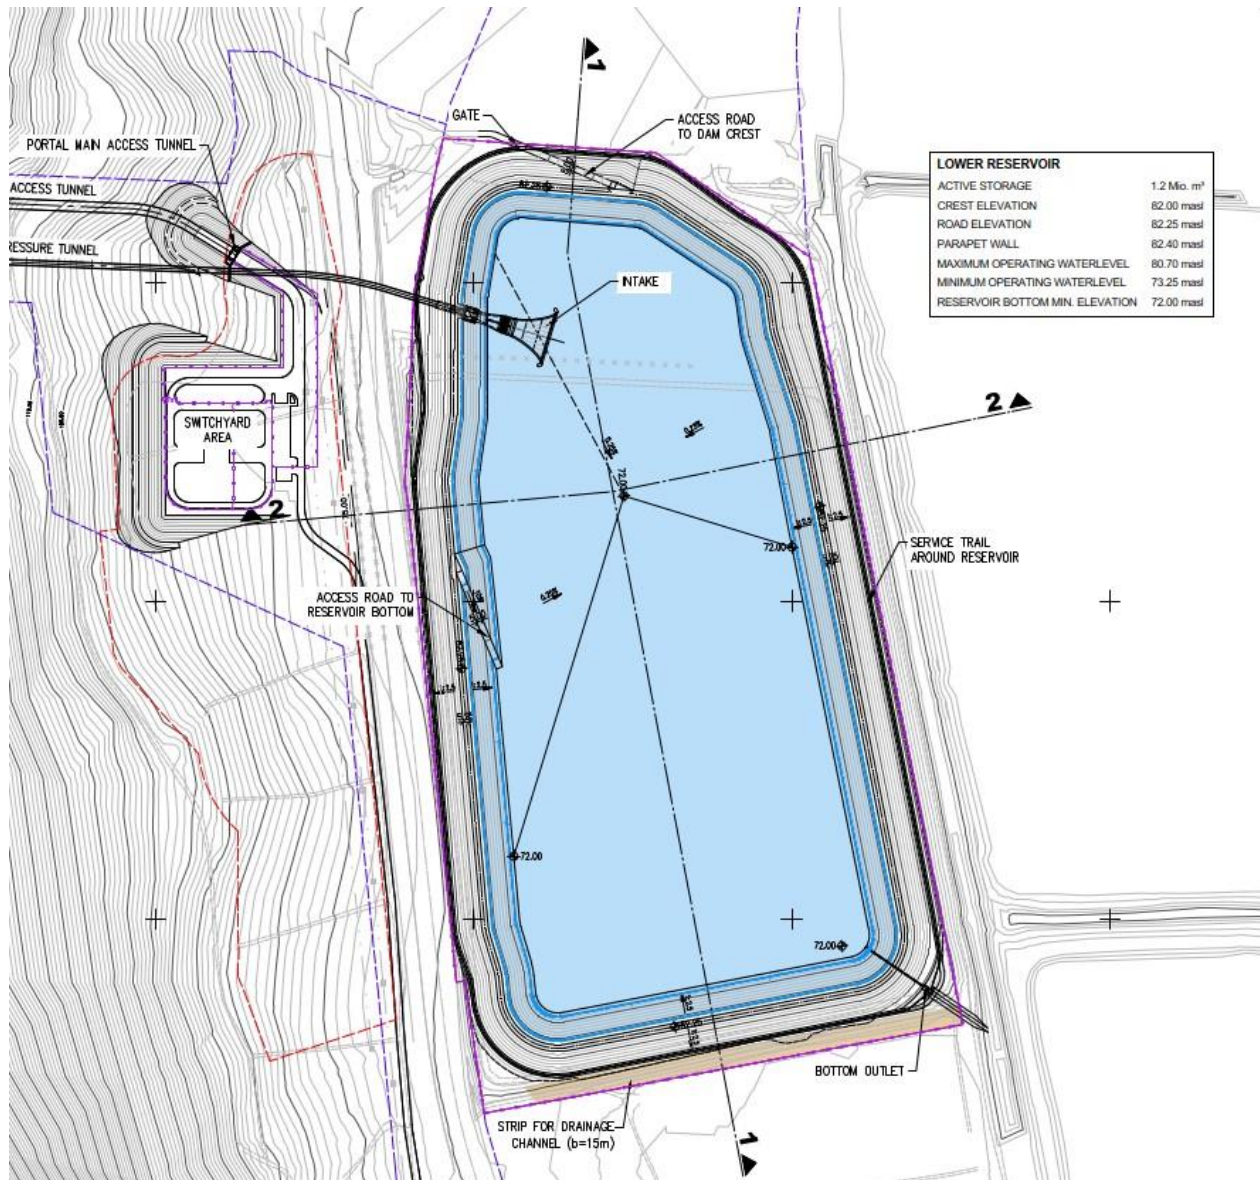 1
GATE
ACCESS ROAD
TO DAM CREST
PORTAL MAIN ACCESS TUNNEL
ACCESS TUNNEL
RESSURE TUNNEL
LOWER RESERVOIR
ACTIVE STORAGE 1.2 Mio. m³
CREST ELEVATION 82.00 masl
ROAD ELEVATION 82.25 masl
PARAPET WALL 82.40 masl
MAXIMUM OPERATING WATERLEVEL 80.70 masl
MINIMUM OPERATING WATERLEVEL 73.25 masl
RESERVOIR BOTTOM MIN. ELEVATION 72.00 masl
INTAKE
2
SWITCHYARD
AREA
72.00
2
72.00
SERVICE TRAIL
AROUND RESERVOIR
ACCESS ROAD TO
RESERVOIR BOTTOM
72.00
72.00
BOTTOM OUTLET
STRIP FOR DRAINAGE
CHANNEL (b=15m)
1